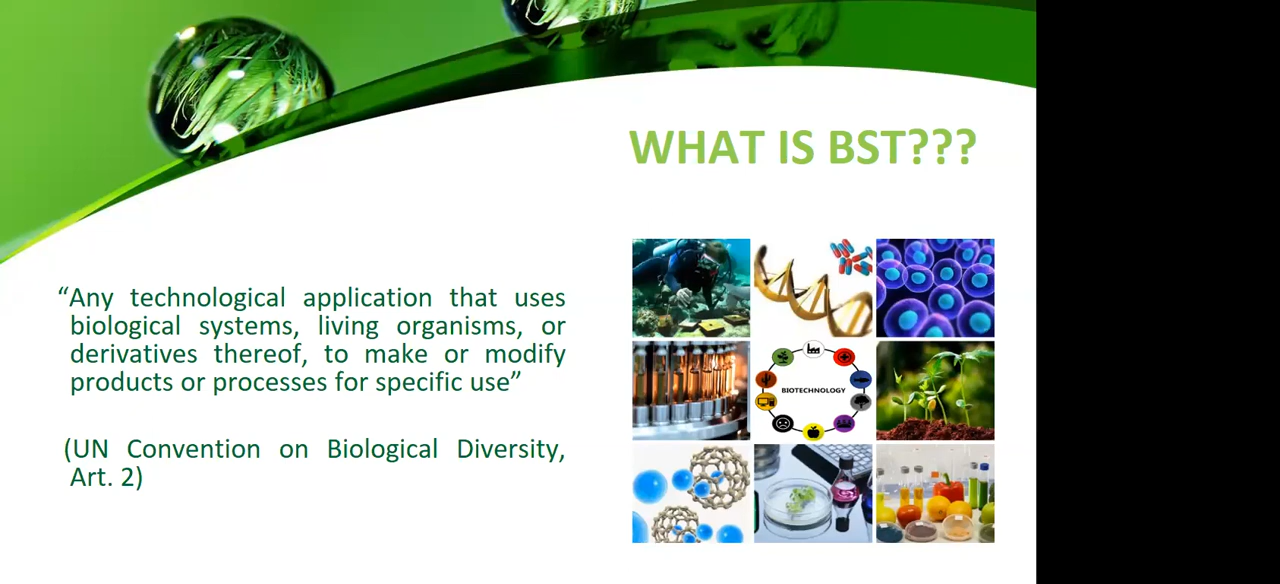 WHAT IS BST???
“Any technological application that uses
biological systems, living organisms, or
derivatives thereof, to make or modify
products or processes for specific use”
(UN Convention on Biological Diversity,
Art. 2)
BIOTECHNOLOGY